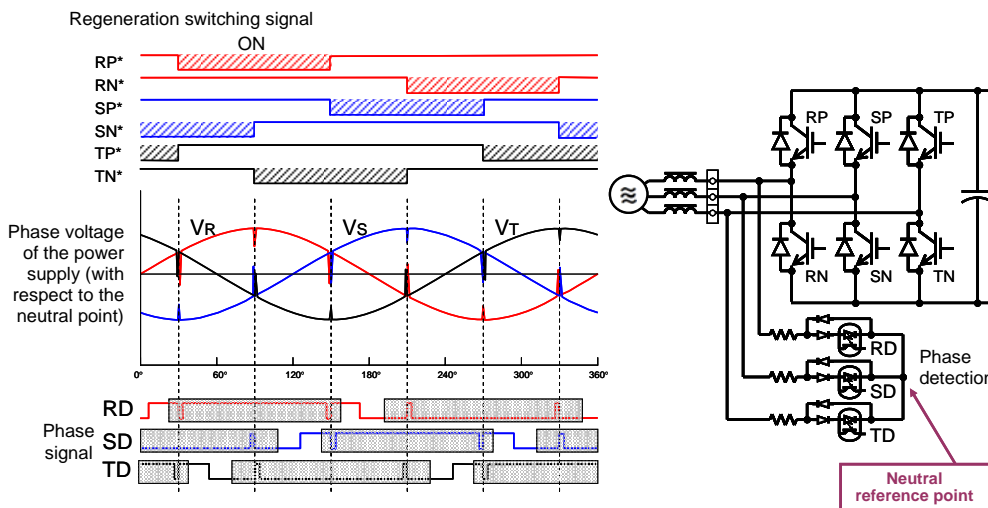 Regeneration switching signal
ON
RP*
RN*
SP*
SN*
TP*
TN*
Phase voltage
of the power
supply (with
respect to the
neutral point)
VR
VS
VT
0° 60° 120° 180° 240° 300° 360°
RD
Phase
signal
SD
TD
RP SP TP
RN SN TN
RD
SD
TD
Phase
detection
Neutral
reference point